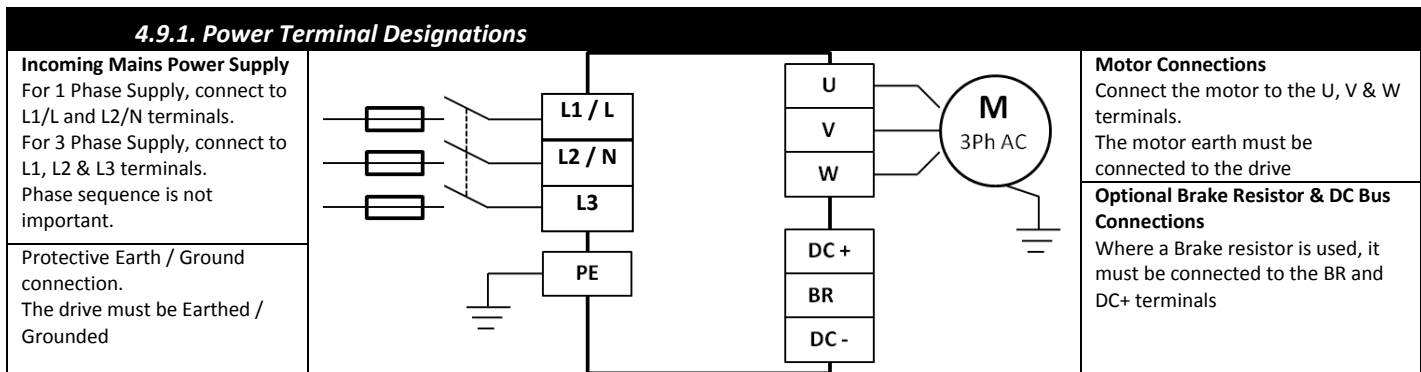 4.9.1. Power Terminal Designations
Incoming Mains Power Supply
For 1 Phase Supply, connect to
L1/L and L2/N terminals.
For 3 Phase Supply, connect to
L1, L2 & L3 terminals.
Phase sequence is not
important.
Protective Earth / Ground
connection.
The drive must be Earthed /
Grounded
L1 / L
L2 / N
L3
PE
U
V
W
DC +
BR
DC -
M
3Ph AC
Motor Connections
Connect the motor to the U, V & W
terminals.
The motor earth must be
connected to the drive
Optional Brake Resistor & DC Bus
Connections
Where a Brake resistor is used, it
must be connected to the BR and
DC+ terminals